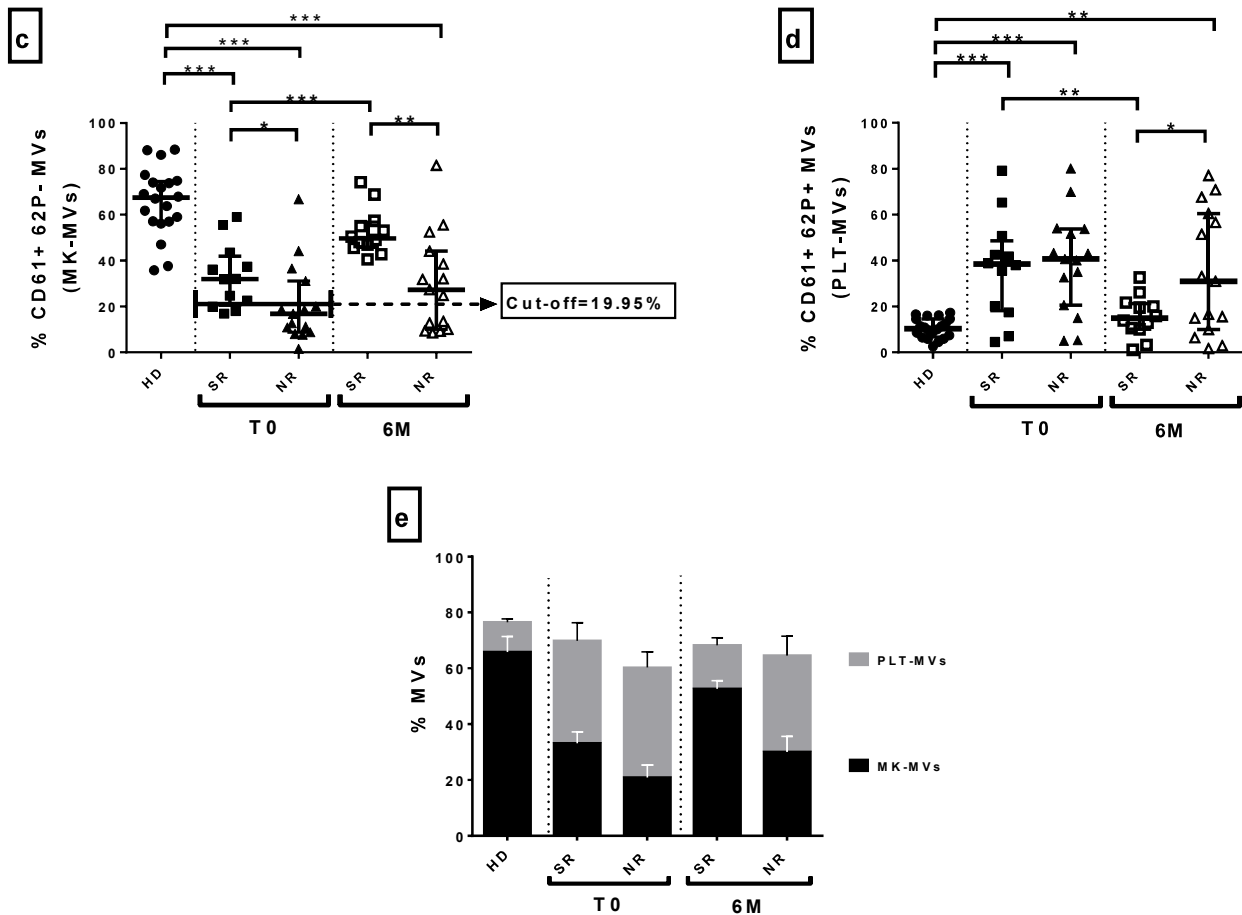 c
***
***
***
***
*
**
% CD61+ 62P- MVs
(MK-MVs)
100
80
60
40
20
0
Cut-off=19.95%
HD
SR
NR
SR
NR
T0
6M
d
**
***
***
**
*
% CD61+ 62P+ MVs
(PLT-MVs)
100
80
60
40
20
0
HD
SR
NR
SR
NR
T0
6M
e
% MVs
100
80
60
40
20
0
HD
SR
NR
SR
NR
T0
6M
PLT-MVs
MK-MVs